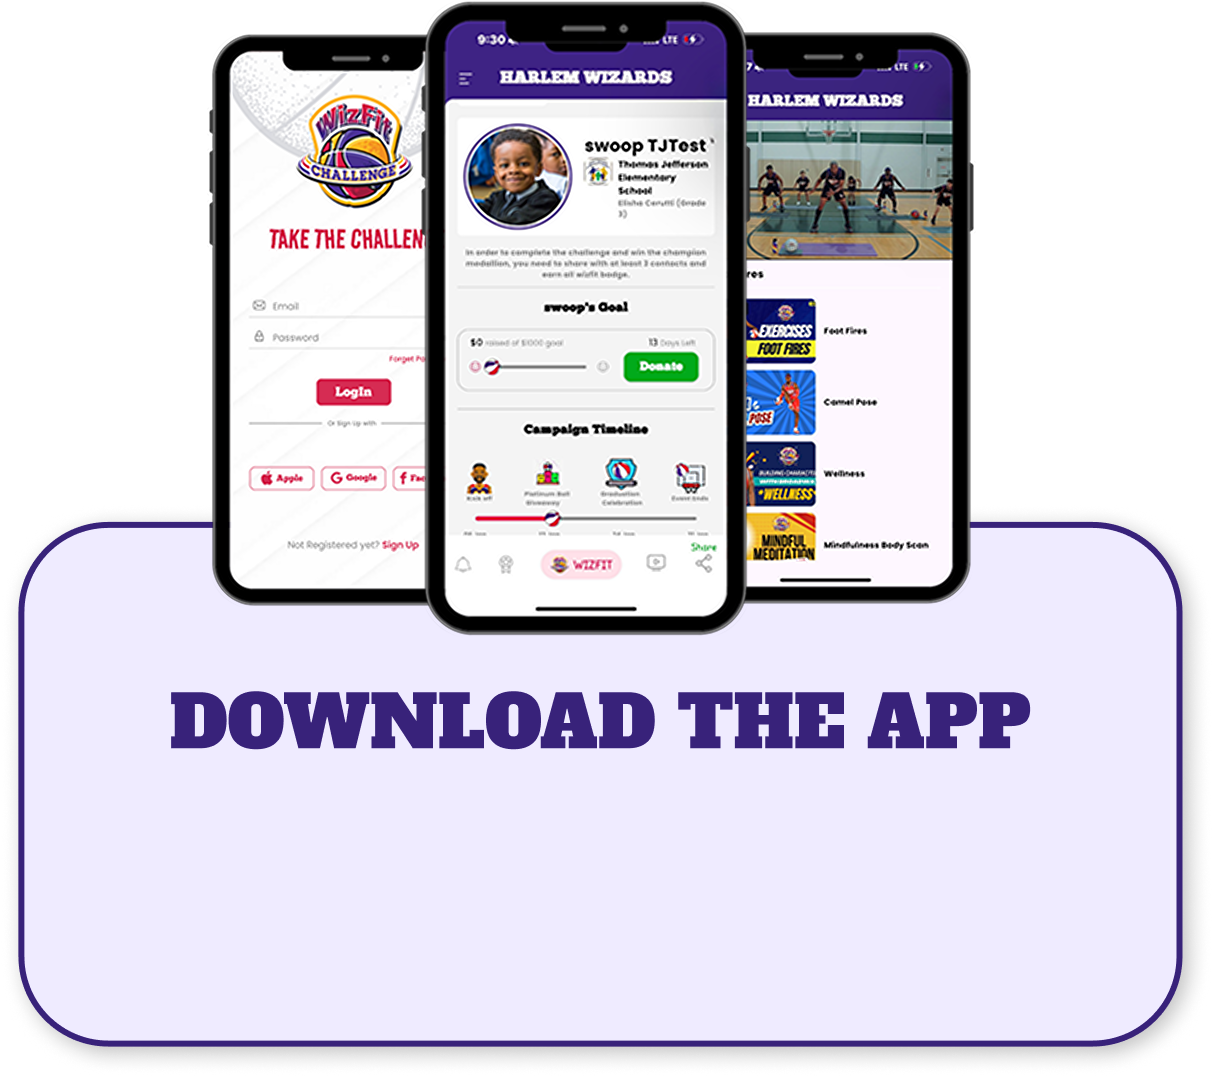 WizFit
CHALLENGE
TAKE THE CHALLEN
Email
Password
Forget Pa
LogIn
Or Sign Up with
Apple
Google
Fac
Not Registered yet? Sign Up
9:30
LTE
HARLEM WIZARDS
swoop TJTest
Thomas Jefferson
Elementary
School
Elisha Cerutti (Grade
3)
In order to complete the challenge and win the champion
medallion, you need to share with at least 3 contacts and
earn all wizfit badge.
swoop's Goal
$0 raised of $1000 goal
13 Days Left
Donate
Campaign Timeline
Kick off
Platinum Ball
Giveaway
Graduation
Celebration
Event Ends
Share
WIZFIT
7
LTE
HARLEM WIZARDS
res
EXERCISES
FOOT FIRES
Foot Fires
POSE
Camel Pose
BUILDING CHARACTER
*WELLNESS*
Wellness
MINDFUL
MEDITATION
Mindfulness Body Scan
DOWNLOAD THE APP